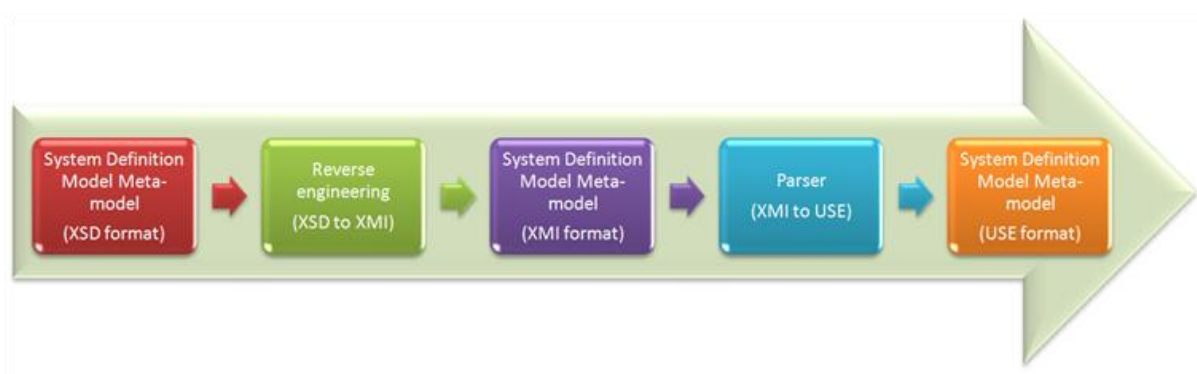 System Definition
Model Meta-
model
(XSD format)
Reverse
engineering
(XSD to XMI)
System Definition
Model Meta-
model
(XMI format)
Parser
(XMI to USE)
System Definition
Model Meta-
model
(USE format)